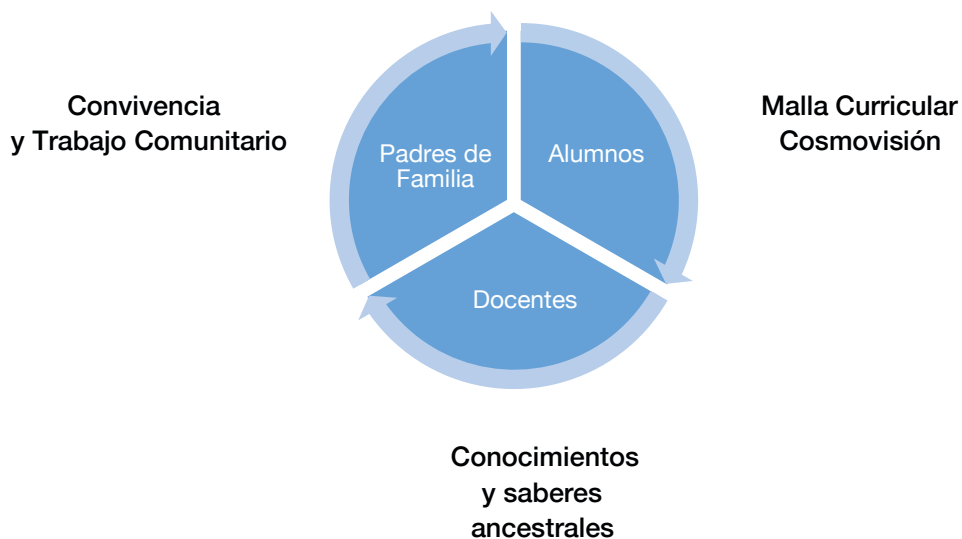 Convivencia
y Trabajo Comunitario
Padres de
Familia
Alumnos
Malla Curricular
Cosmovisión
Docentes
Conocimientos
y saberes
ancestrales